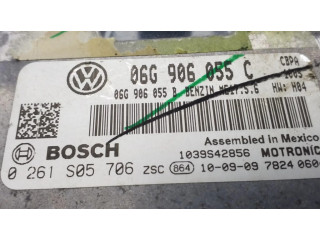 06G 906 055 C
CBPA
06G 906 055 B BENZIN ME17.5.6
HW: H04
BOSCH
Assembled in Mexico
1039S42856 MOTRONIC
0 261 S05 706 ZSC 864 10-09-09 7824 060